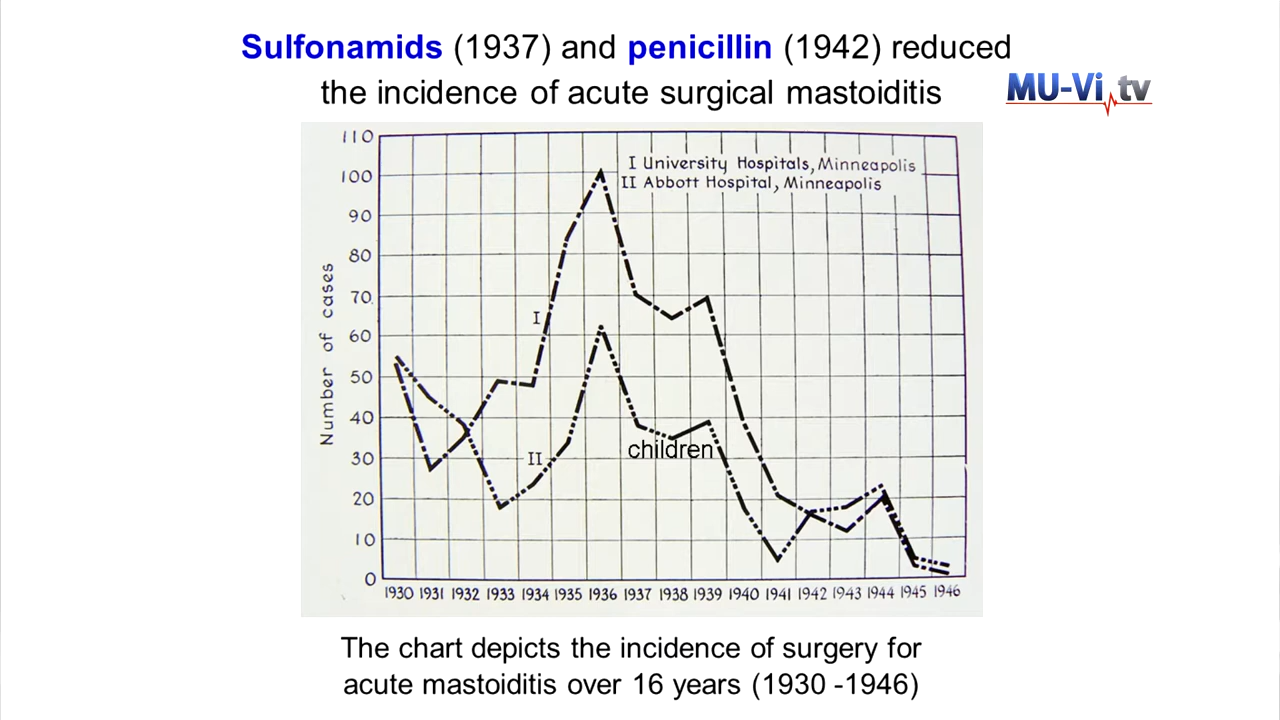 Sulfonamids (1937) and penicillin (1942) reduced
the incidence of acute surgical mastoiditis
MU-Vi tv
110
100
90
80
70
60
50
40
30
20
10
0
Number of cases
I University Hospitals, Minneapolis
II Abbott Hospital, Minneapolis
I
II
children
1930 1931 1932 1933 1934 1935 1936 1937 1938 1939 1940 1941 1942 1943 1944 1945 1946
The chart depicts the incidence of surgery for
acute mastoiditis over 16 years (1930 -1946)